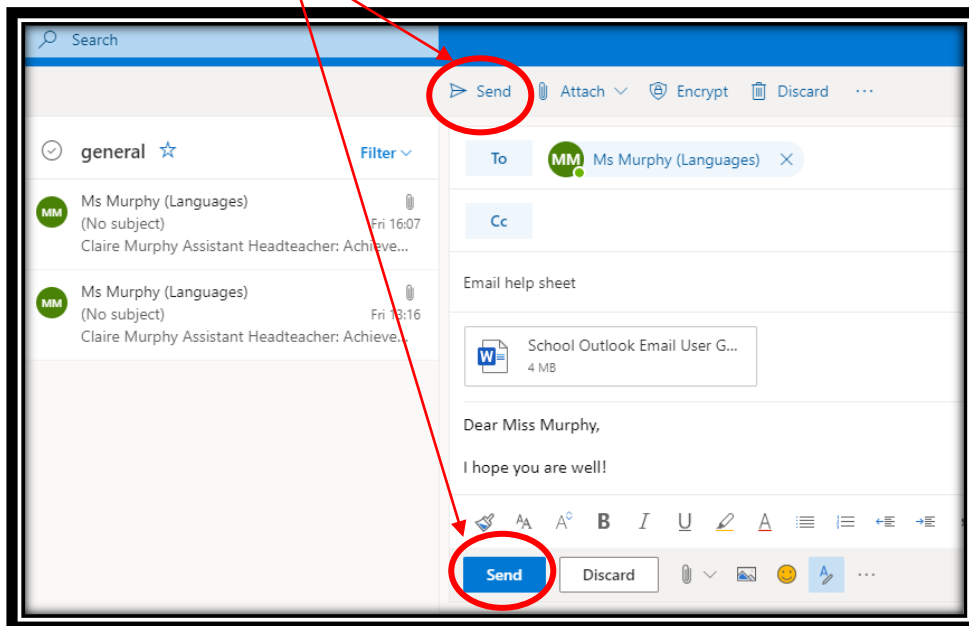 Search
Send Attach Encrypt Discard ...
general Filter
MM Ms Murphy (Languages)
(No subject) Fri 16:07
Claire Murphy Assistant Headteacher: Achieve...
MM Ms Murphy (Languages)
(No subject) Fri 13:16
Claire Murphy Assistant Headteacher: Achieve...
To MM Ms Murphy (Languages)
Cc
Email help sheet
School Outlook Email User G...
4 MB
Dear Miss Murphy,
I hope you are well!
B I U A
Send Discard ...